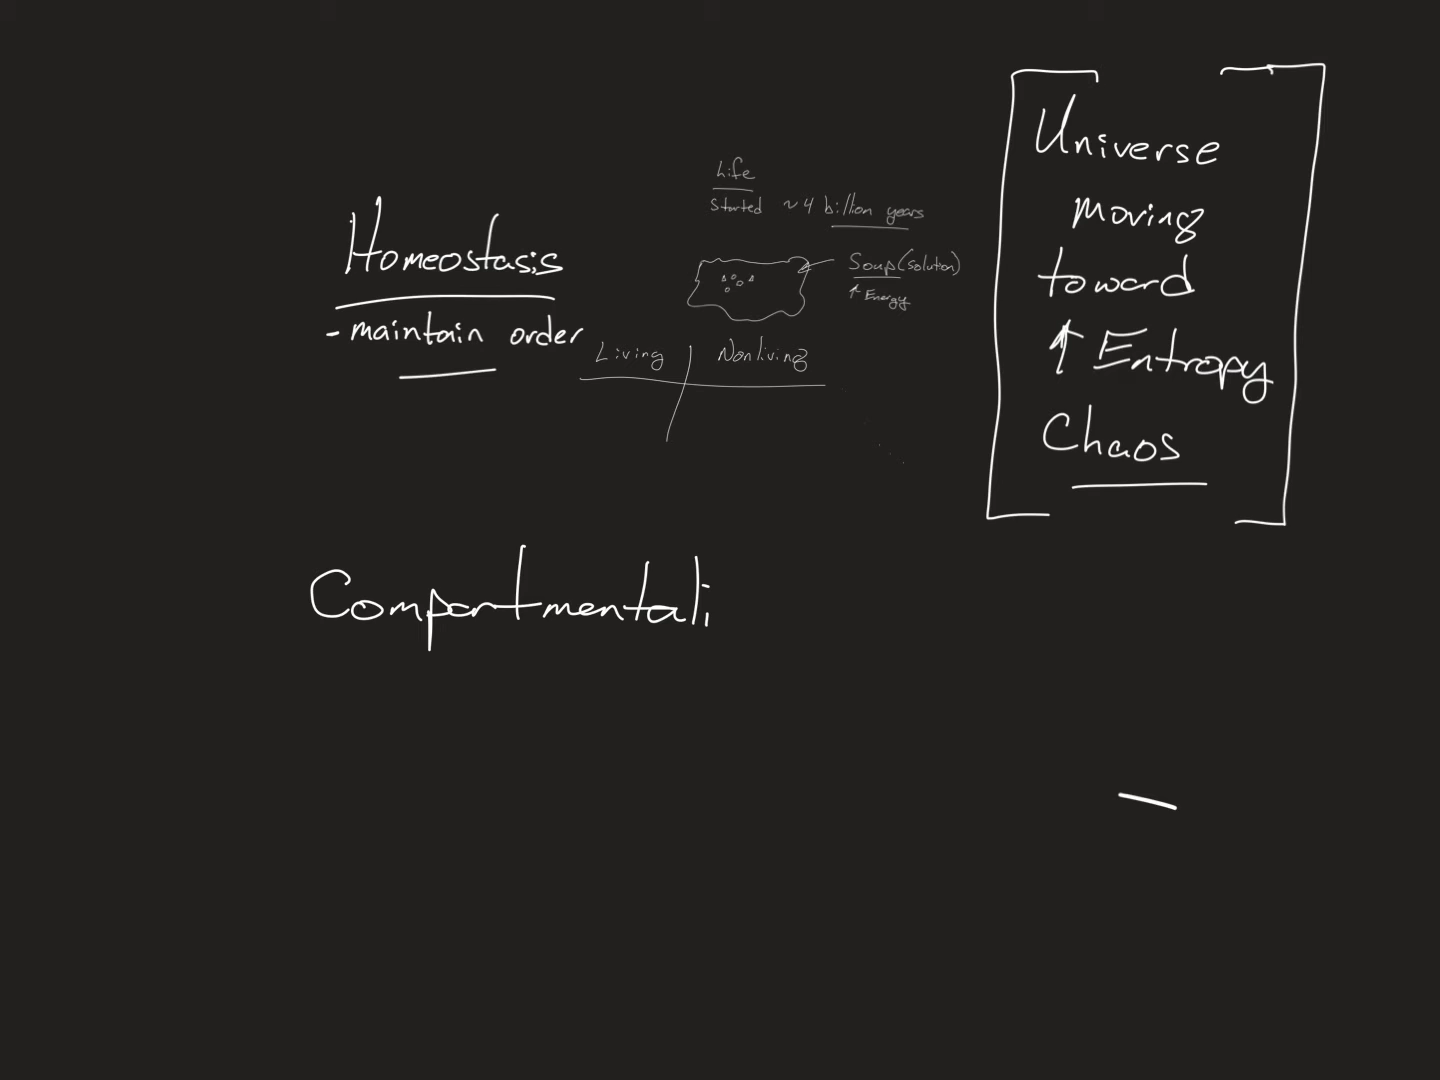 Homeostasis
- maintain order
Life
Started ~4 billion years
Soup (solution)
↑ Energy
Living | Nonliving
Universe
moving
toward
↑ Entropy
Chaos
Compartmentali